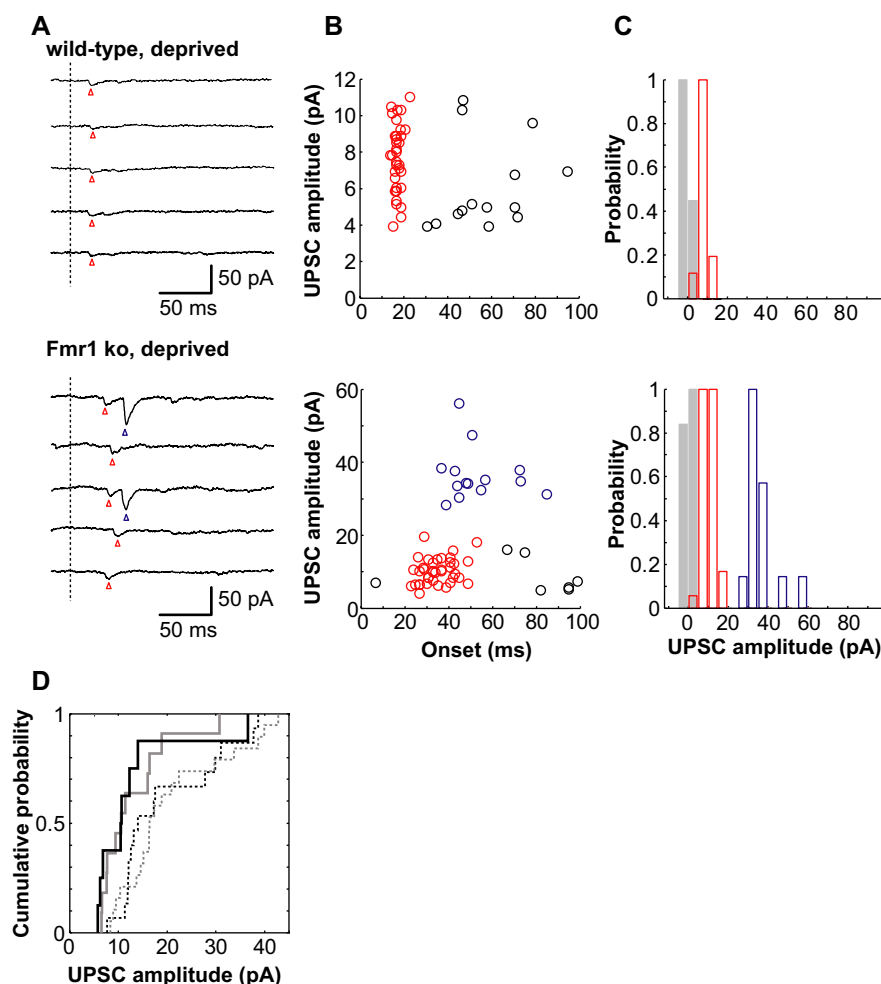 A
wild-type, deprived
50 pA
50 ms
Fmr1 ko, deprived
50 pA
50 ms
B
UPSC amplitude (pA)
12
10
8
6
4
2
0
0 20 40 60 80 100
UPSC amplitude (pA)
60
40
20
0
0 20 40 60 80 100
Onset (ms)
C
Probability
1
0.8
0.6
0.4
0.2
0
0 20 40 60 80
Probability
1
0.8
0.6
0.4
0.2
0
0 20 40 60 80
UPSC amplitude (pA)
D
Cumulative probability
1
0.5
0
0 10 20 30 40
UPSC amplitude (pA)